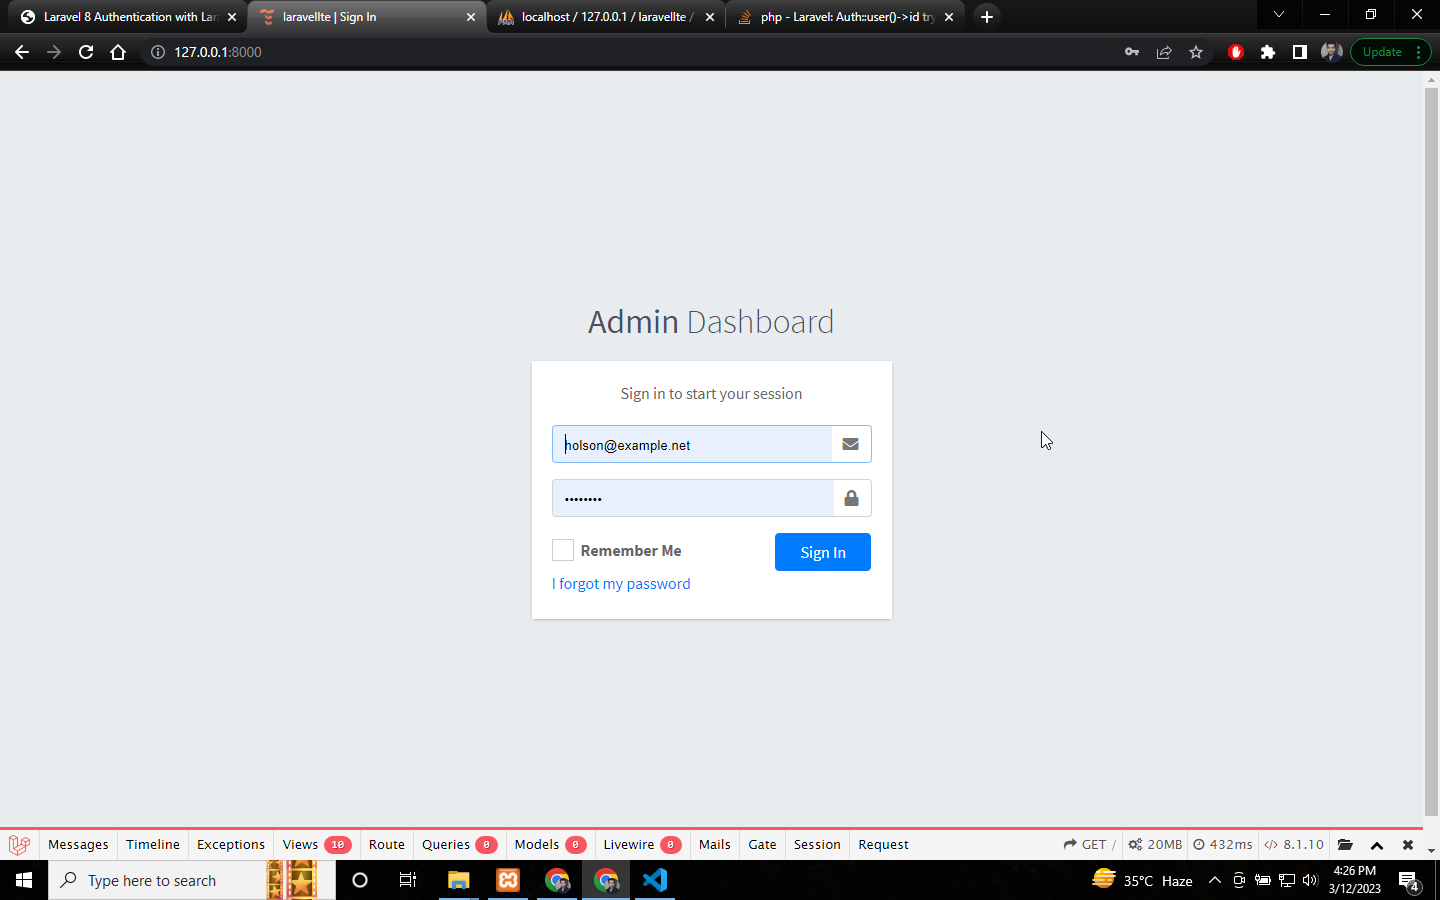 Laravel 8 Authentication with Lar
laravellte | Sign In
localhost / 127.0.0.1 / laravellte /
php - Laravel: Auth::user()->id try
127.0.0.1:8000
Update
Admin Dashboard
Sign in to start your session
holson@example.net
Remember Me
Sign In
I forgot my password
Messages
Timeline
Exceptions
Views 10
Route
Queries 0
Models 0
Livewire 0
Mails
Gate
Session
Request
GET /
20MB
432ms
8.1.10
Type here to search
35°C Haze
4:26 PM
3/12/2023
4